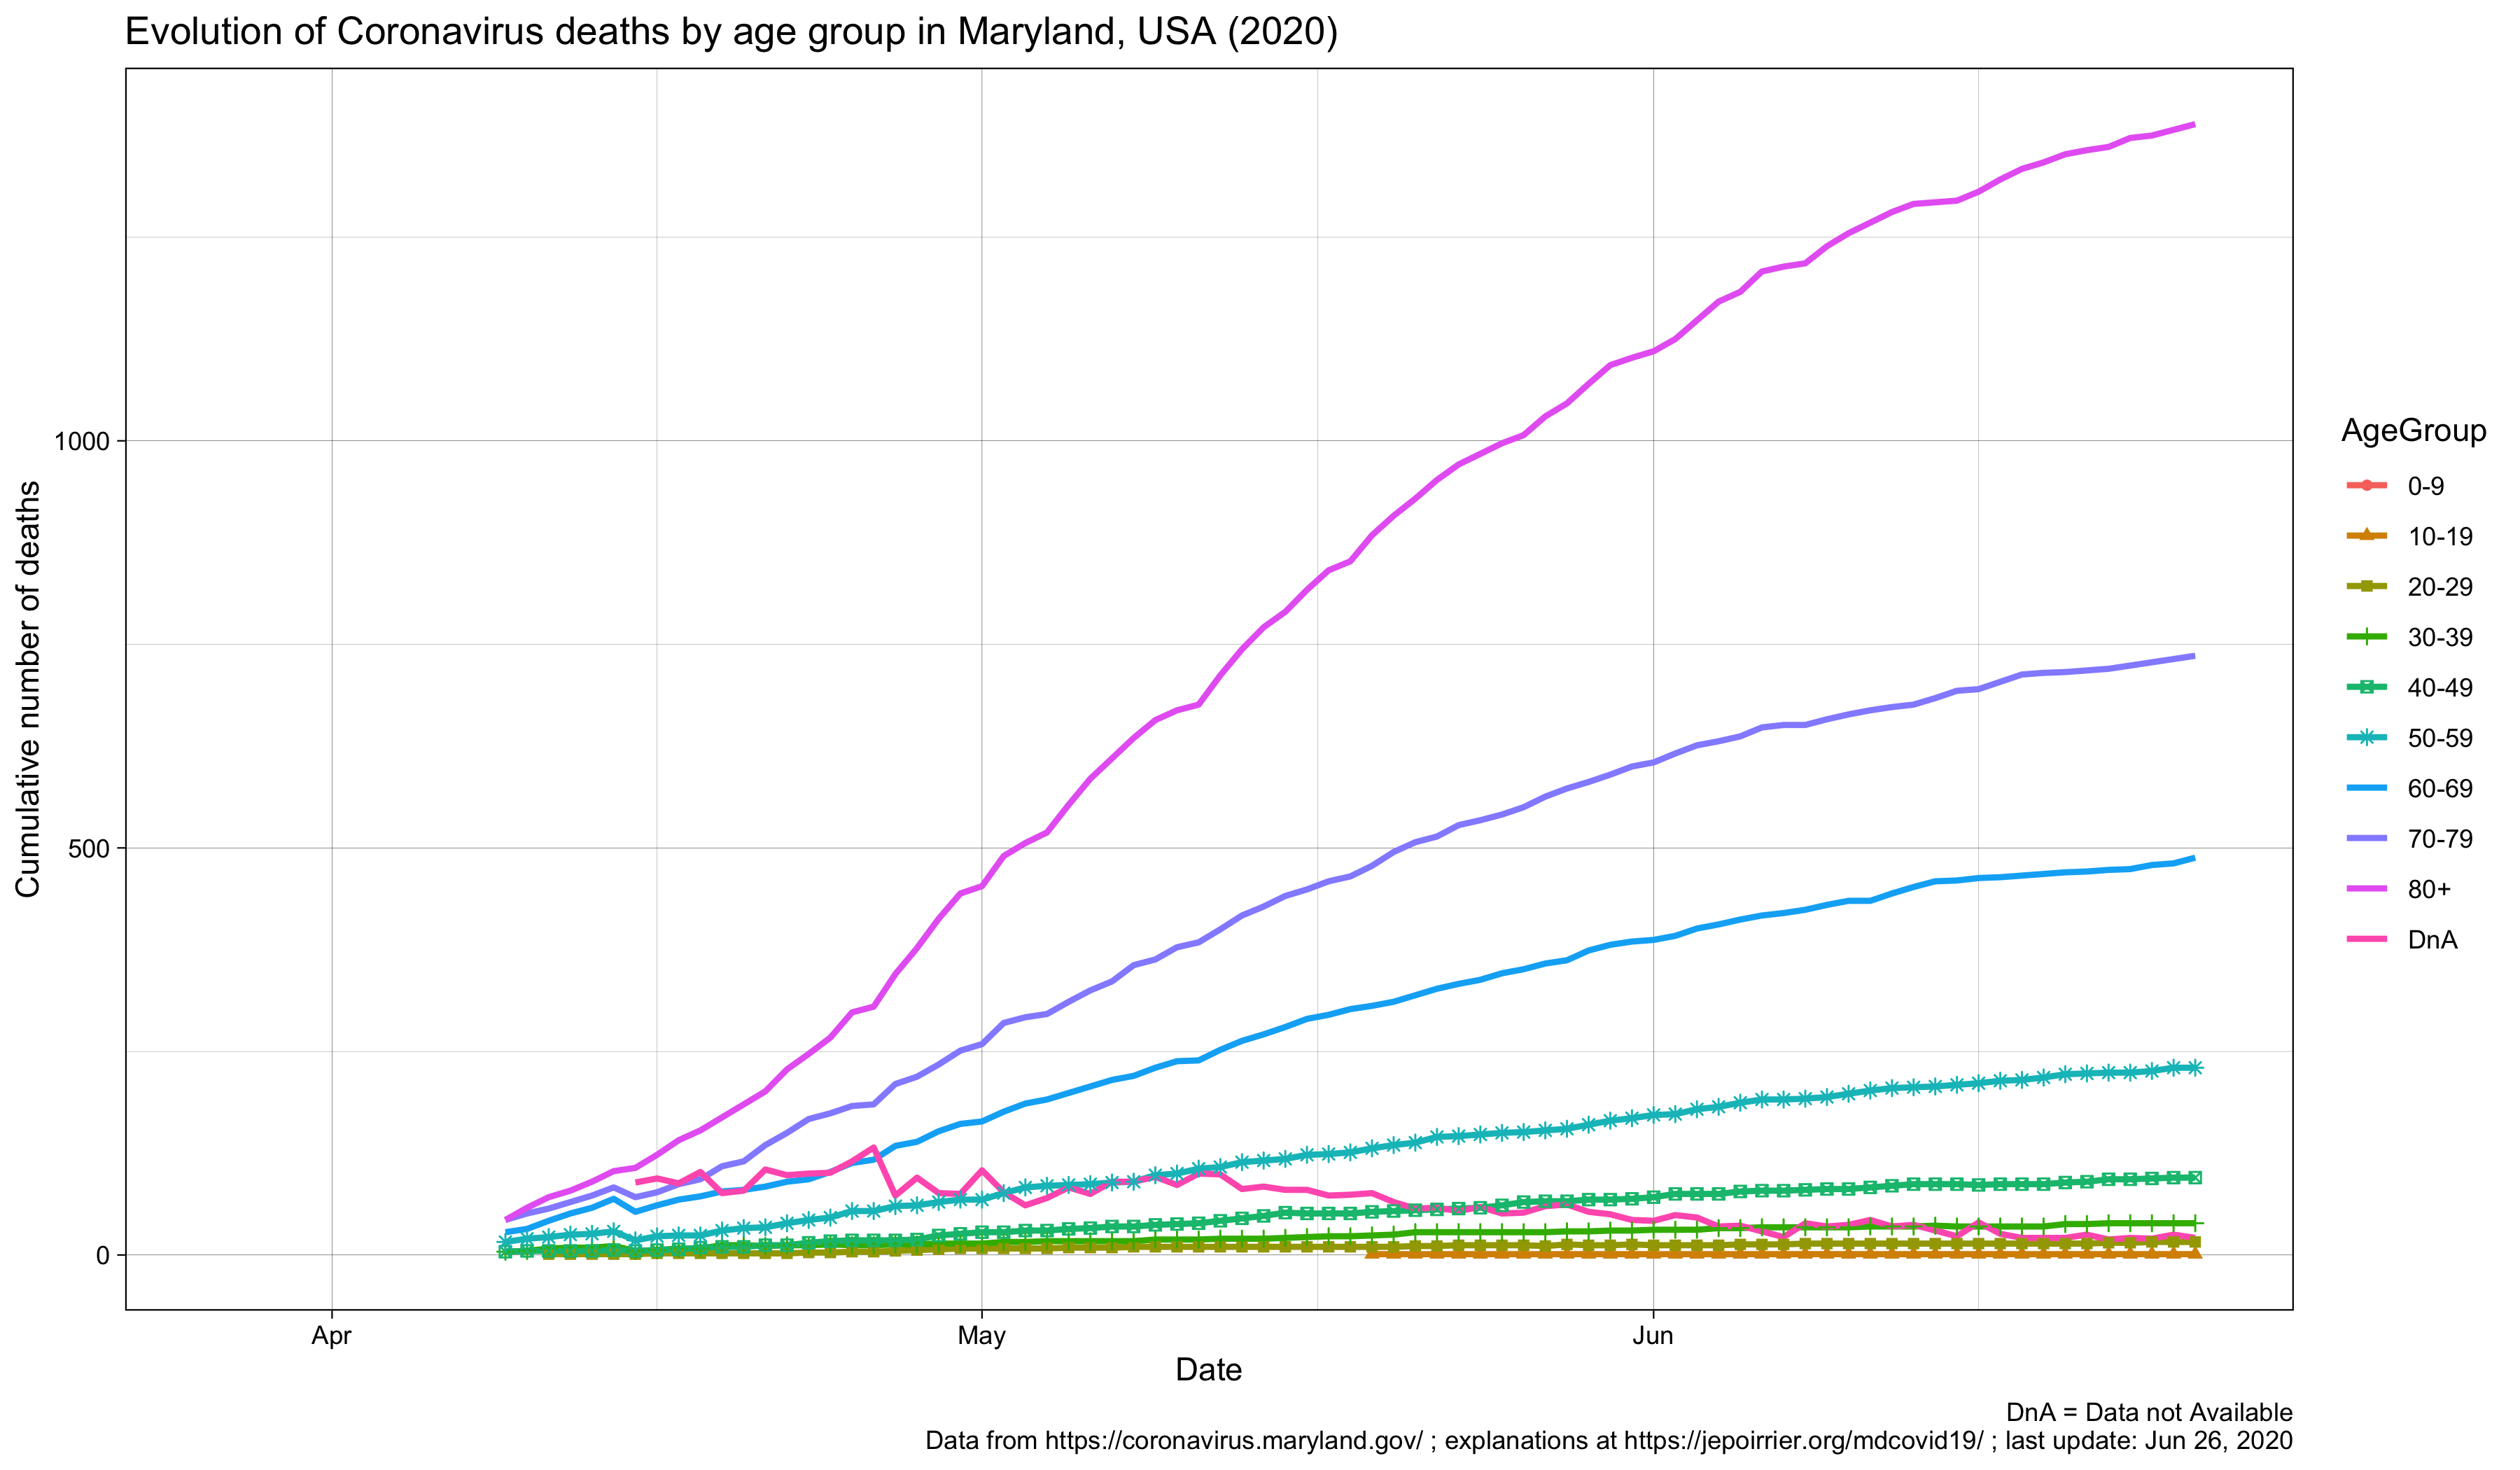 Evolution of Coronavirus deaths by age group in Maryland, USA (2020)
Cumulative number of deaths
1000
500
0
Apr
May
Jun
Date
AgeGroup
0-9
10-19
20-29
30-39
40-49
50-59
60-69
70-79
80+
DnA
DnA = Data not Available
Data from https://coronavirus.maryland.gov/ ; explanations at https://jepoirrier.org/mdcovid19/ ; last update: Jun 26, 2020